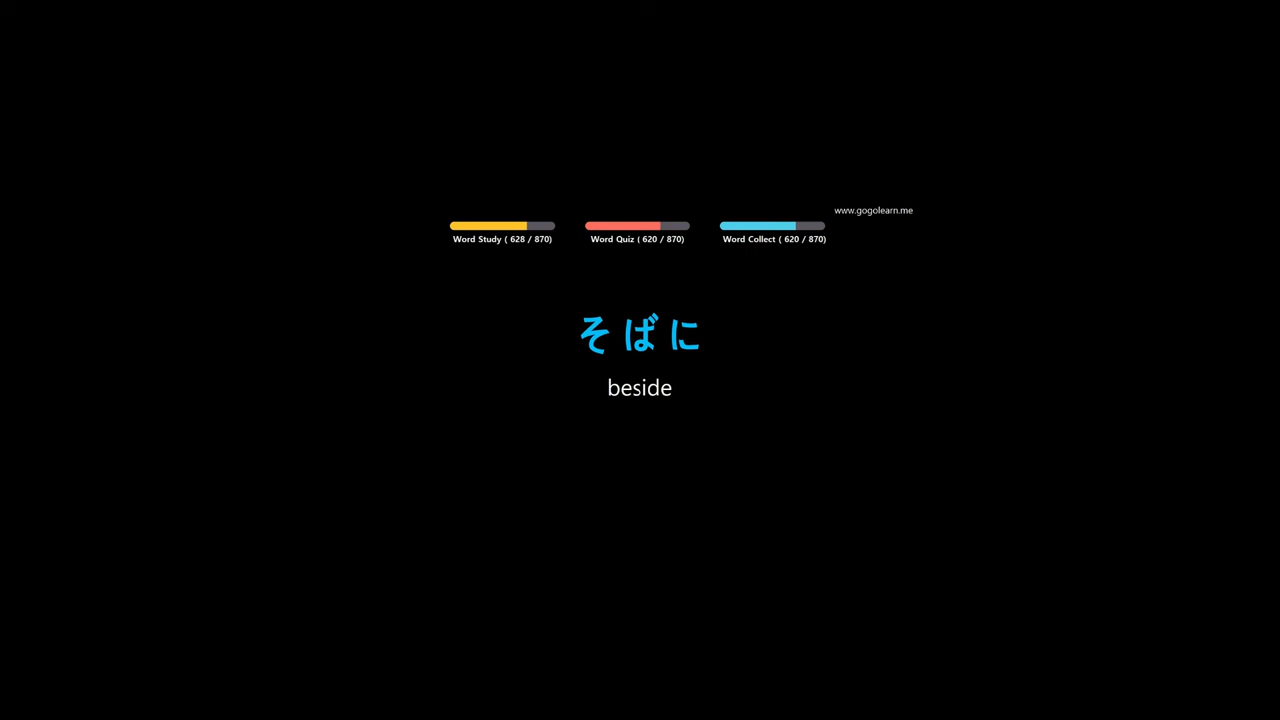 www.gogolearn.me
Word Study ( 628 / 870)
Word Quiz ( 620 / 870)
Word Collect ( 620 / 870)
そばに
beside